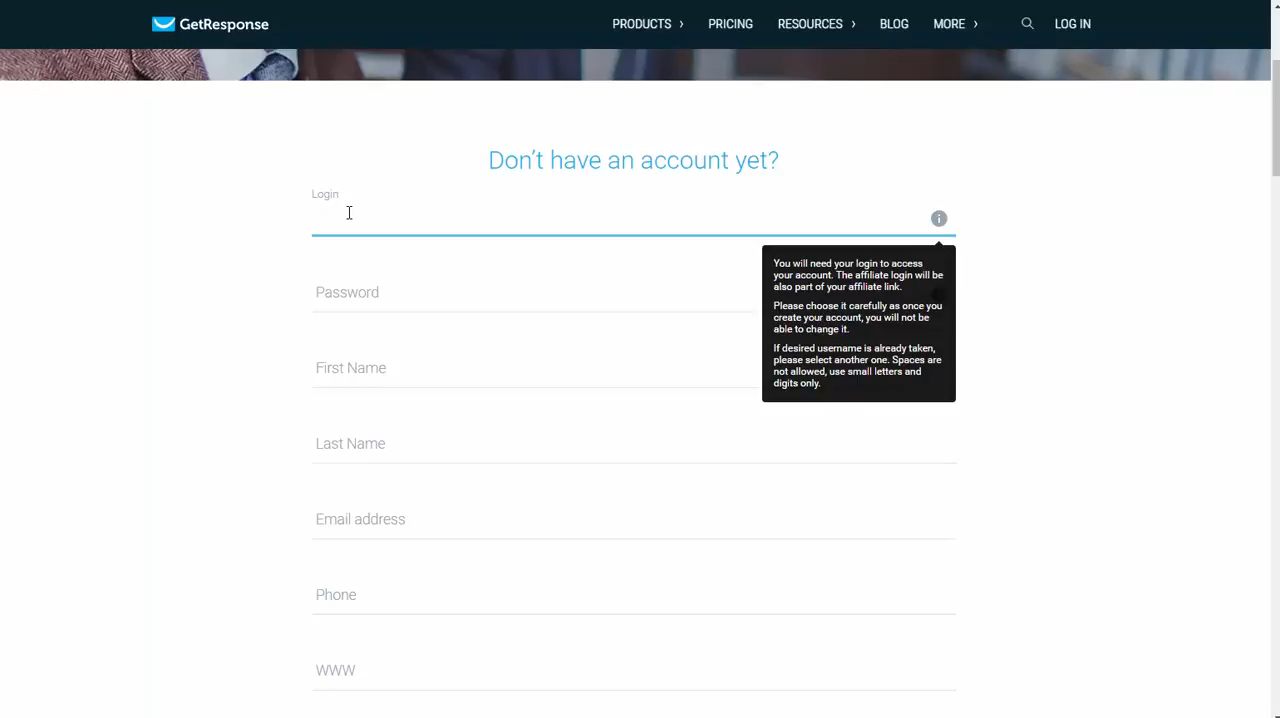 GetResponse
PRODUCTS › PRICING RESOURCES › BLOG MORE › LOG IN
Don't have an account yet?
Login
You will need your login to access
your account. The affiliate login will be
also part of your affiliate link.
Please choose it carefully as once you
create your account, you will not be
able to change it.
If desired username is already taken,
please select another one. Spaces are
not allowed, use small letters and
digits only.
Password
First Name
Last Name
Email address
Phone
WWW